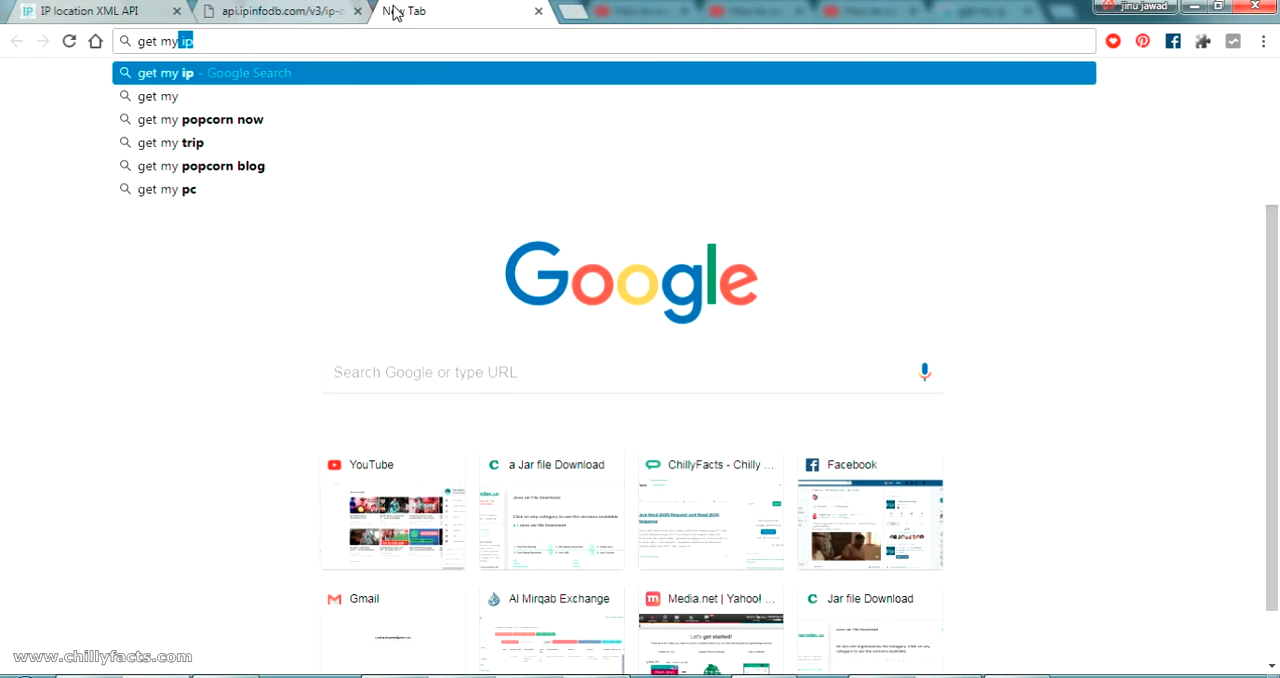 IP location XML API
api.ipinfodb.com/v3/ip-c
New Tab
jinu jawad
get my ip
get my ip - Google Search
get my
get my popcorn now
get my trip
get my popcorn blog
get my pc
Google
Search Google or type URL
YouTube
a Jar file Download
ChillyFacts - Chilly ...
Facebook
Gmail
Al Mirqab Exchange
Media.net | Yahoo! ...
Jar file Download
Let's get started!
www.chillyfacts.com